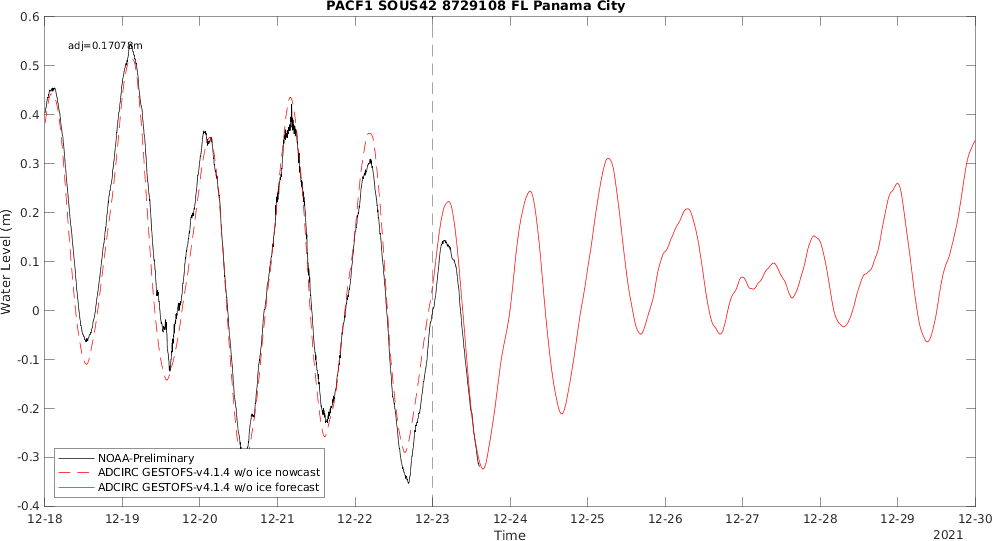 PACF1 SOUS42 8729108 FL Panama City
adj=0.17078m
Water Level (m)
0.6
0.5
0.4
0.3
0.2
0.1
0
-0.1
-0.2
-0.3
-0.4
NOAA-Preliminary
ADCIRC GESTOFS-v4.1.4 w/o ice nowcast
ADCIRC GESTOFS-v4.1.4 w/o ice forecast
12-18 12-19 12-20 12-21 12-22 12-23 12-24 12-25 12-26 12-27 12-28 12-29 12-30
Time
2021